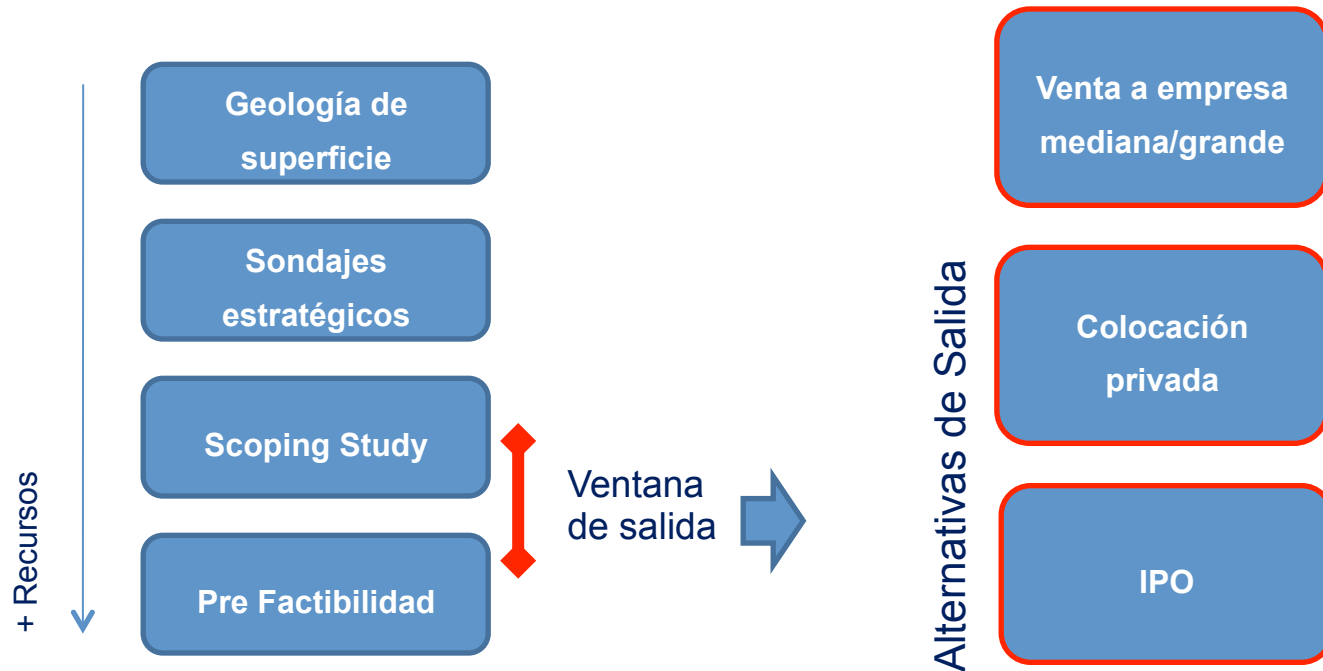 Geología de
superficie
Sondajes
estratégicos
Scoping Study
Pre Factibilidad
+ Recursos
Ventana
de salida
Alternativas de Salida
Venta a empresa
mediana/grande
Colocación
privada
IPO